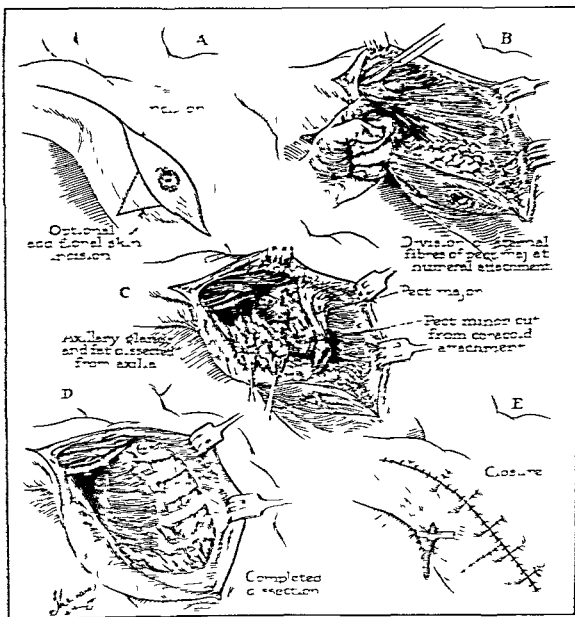 A
B
Optional
additional skin
incision
Division of sternal
fibres of pect maj at
humeral attachment
C
Pect major
Axillary glands
and fat dissected
from axilla
Pect minor cut
from coracoid
attachment
D
E
Closure
Completed
dissection